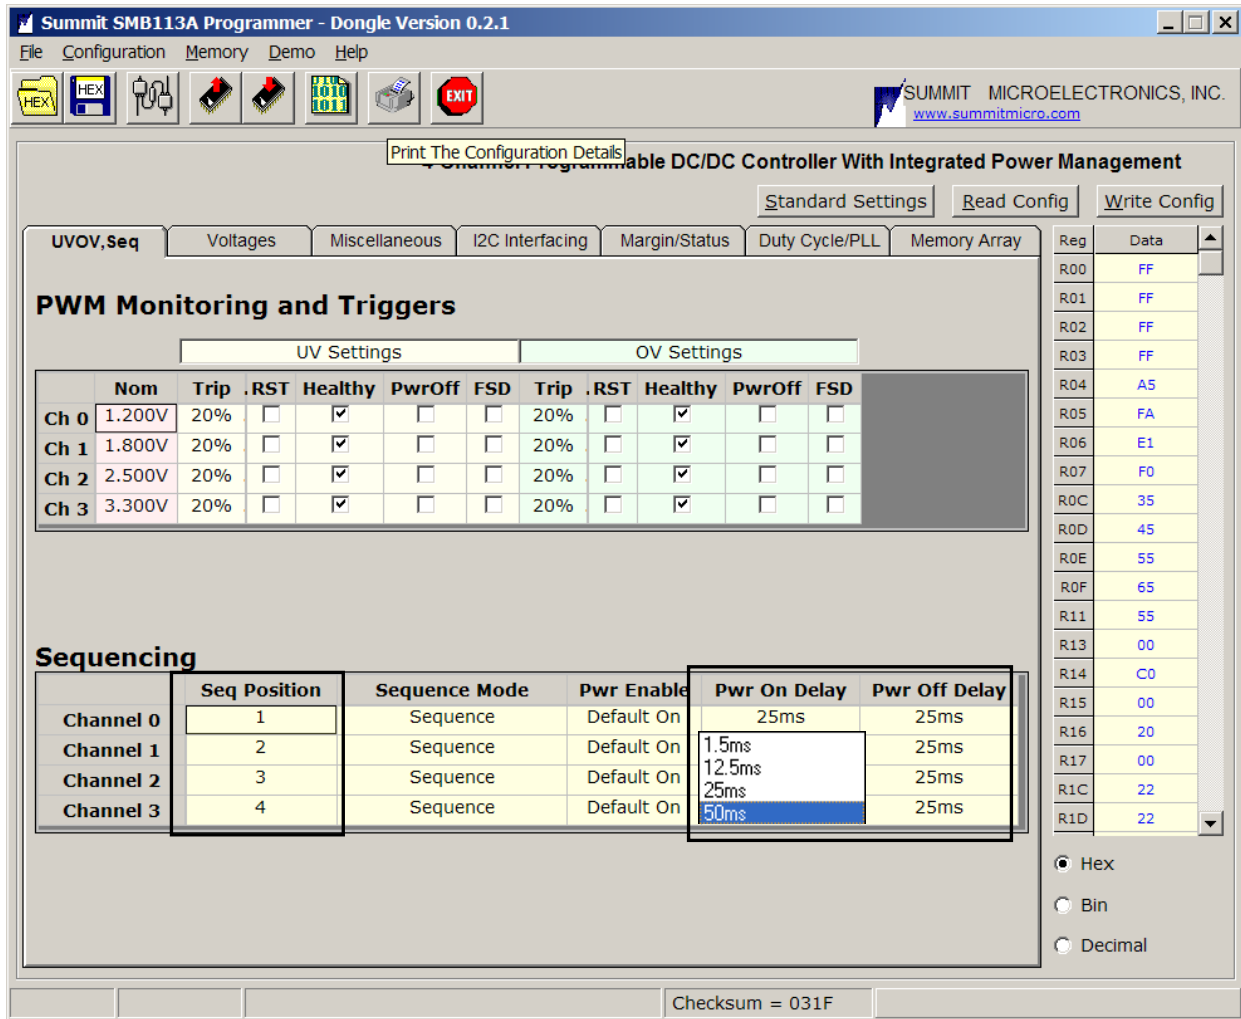 Summit SMB113A Programmer - Dongle Version 0.2.1
File Configuration Memory Demo Help
HEX HEX 1010 1011 EXIT
SUMMIT MICROELECTRONICS, INC.
www.summitmicro.com
Print The Configuration Details
DC/DC Controller With Integrated Power Management
Standard Settings Read Config Write Config
UVOV,Seq Voltages Miscellaneous I2C Interfacing Margin/Status Duty Cycle/PLL Memory Array
PWM Monitoring and Triggers
UV Settings OV Settings
Nom Trip .RST Healthy PwrOff FSD Trip .RST Healthy PwrOff FSD
Ch 0 1.200V 20% 20%
Ch 1 1.800V 20% 20%
Ch 2 2.500V 20% 20%
Ch 3 3.300V 20% 20%
Sequencing
Seq Position Sequence Mode Pwr Enable Pwr On Delay Pwr Off Delay
Channel 0 1 Sequence Default On 25ms 25ms
Channel 1 2 Sequence Default On 25ms
Channel 2 3 Sequence Default On 25ms
Channel 3 4 Sequence Default On 25ms
1.5ms
12.5ms
25ms
50ms
Reg Data
R00 FF
R01 FF
R02 FF
R03 FF
R04 A5
R05 FA
R06 E1
R07 F0
R0C 35
R0D 45
R0E 55
R0F 65
R11 55
R13 00
R14 C0
R15 00
R16 20
R17 00
R1C 22
R1D 22
Hex
Bin
Decimal
Checksum = 031F